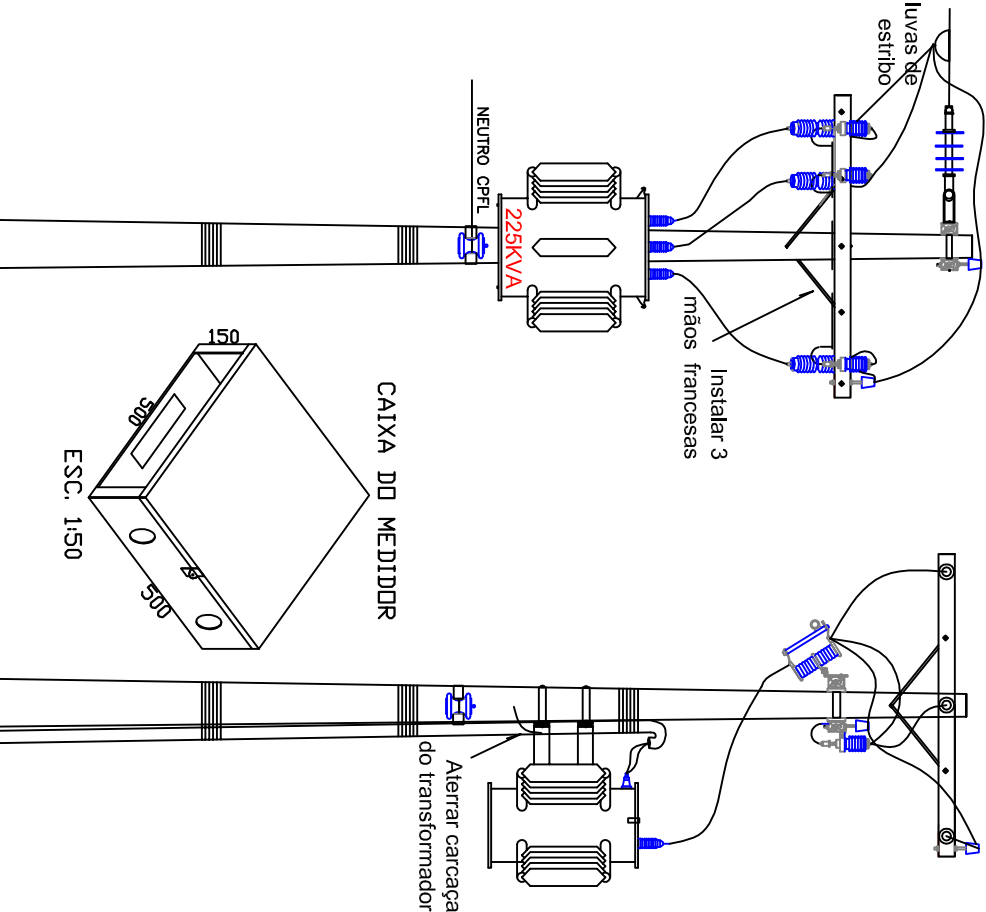 luvas de
estribo
NEUTRO CPFL
225KVA
Instalar 3
mãos francesas
CAIXA DO MEDIDOR
150
500
500
ESC. 1:50
Aterrar carcaça
do transformador